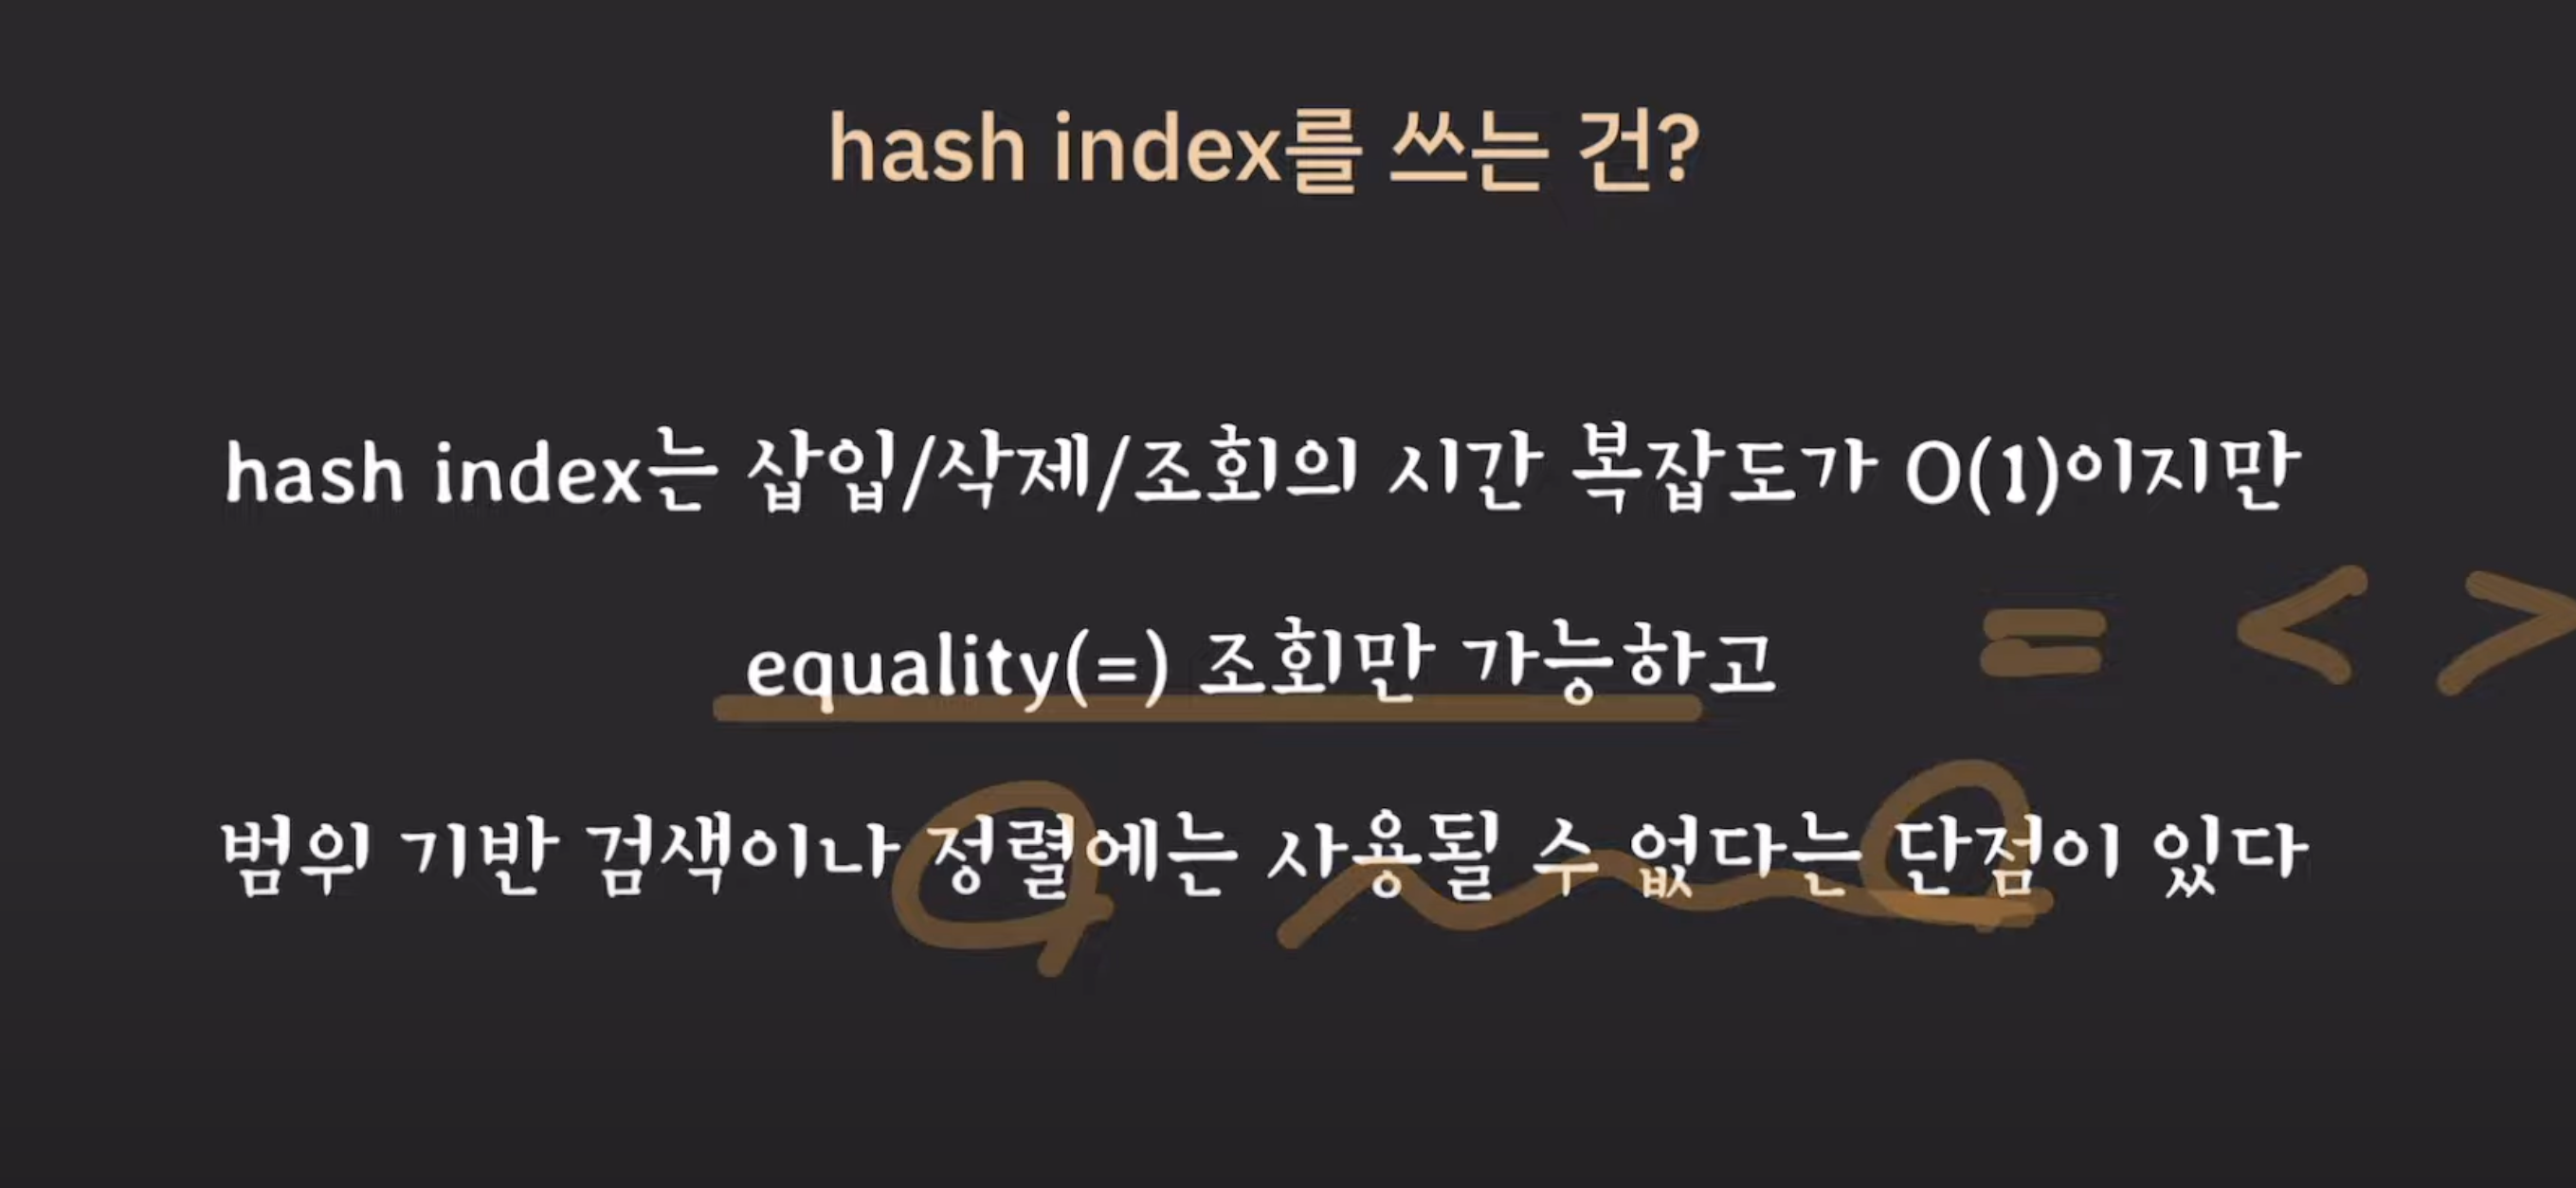 hash index를 쓰는 건?
hash index는 삽입/삭제/조회의 시간 복잡도가 O(1)이지만
equality(=) 조회만 가능하고 = < >
범위 기반 검색이나 정렬에는 사용될 수 없다는 단점이 있다